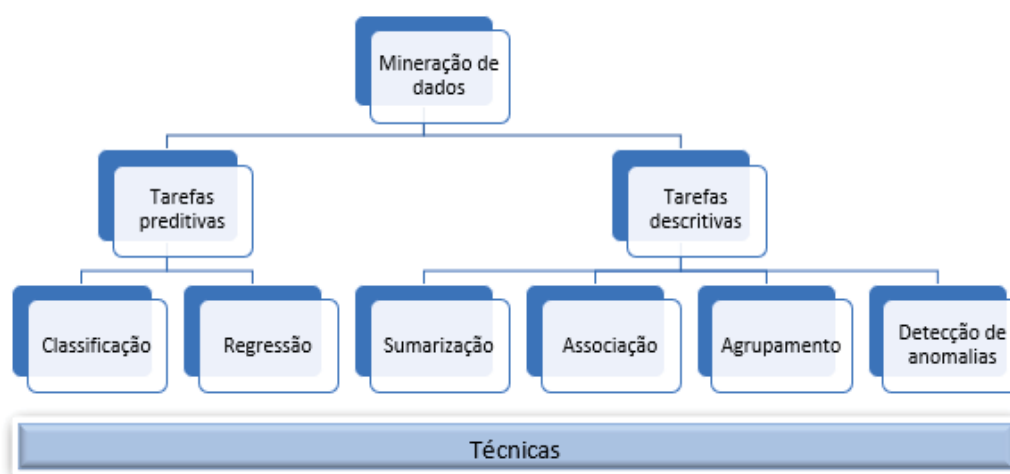 Mineração de
dados
Tarefas
preditivas
Tarefas
descritivas
Classificação
Regressão
Sumarização
Associação
Agrupamento
Detecção de
anomalias
Técnicas